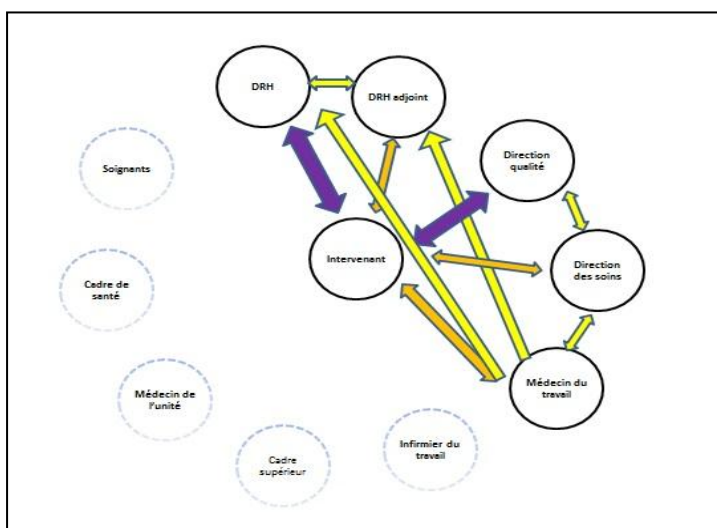 DRH
DRH adjoint
Direction
qualité
Soignants
Intervenant
Direction
des soins
Cadre de
santé
Médecin du
travail
Médecin de
l'unité
Infirmier du
travail
Cadre
supérieur